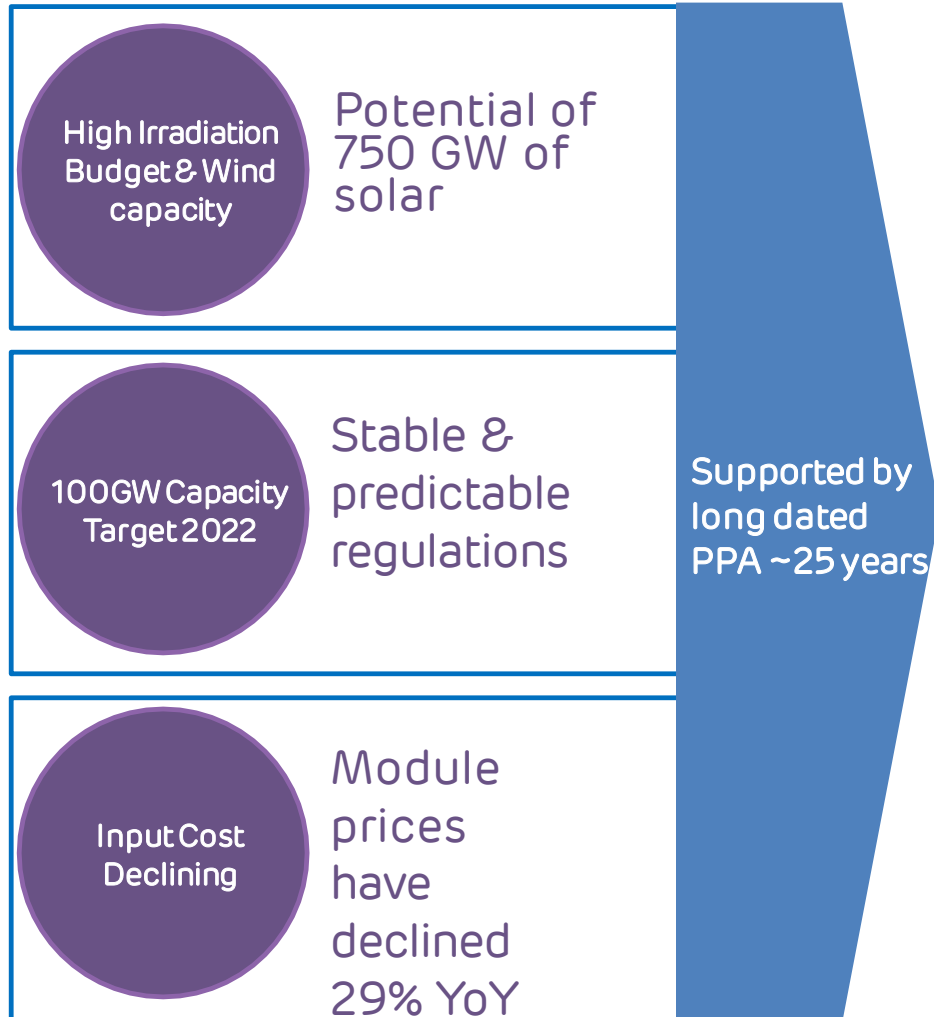 High Irradiation
Budget & Wind
capacity
Potential of
750 GW of
solar
100GW Capacity
Target 2022
Stable &
predictable
regulations
Supported by
long dated
PPA ~25 years
Input Cost
Declining
Module
prices
have
declined
29% YoY